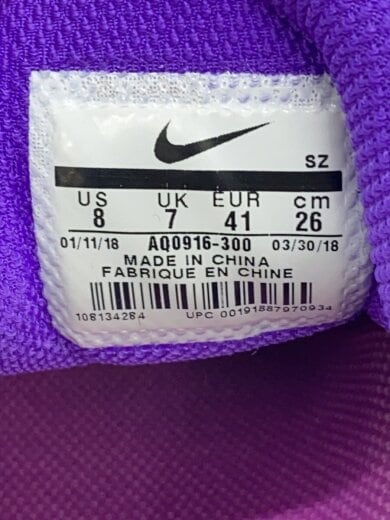 SZ
US UK EUR cm
8 7 41 26
01/11/18 AQ0916-300 03/30/18
MADE IN CHINA
FABRIQUE EN CHINE
108134284 UPC 00191887970934